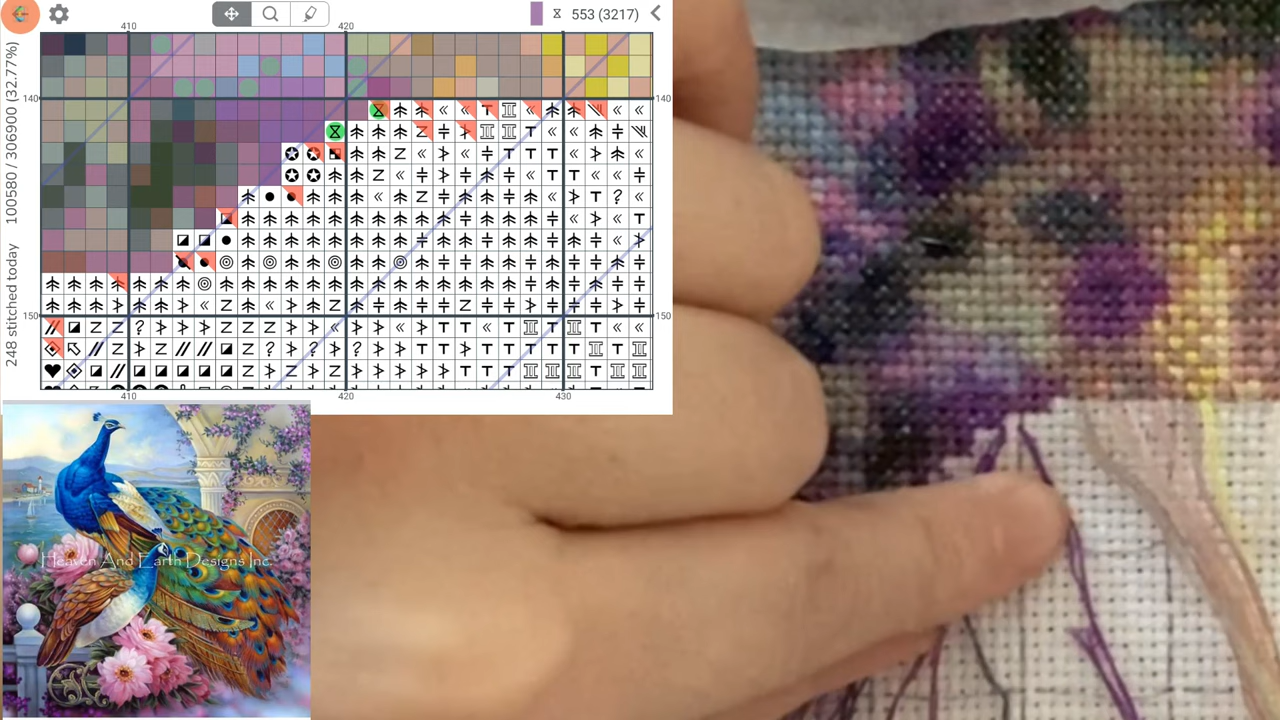 553 (3217)
410 420
140 140
150 150
410 420 430
100580 / 306900 (32.77%)
248 stitched today
Heaven And Earth Designs Inc.